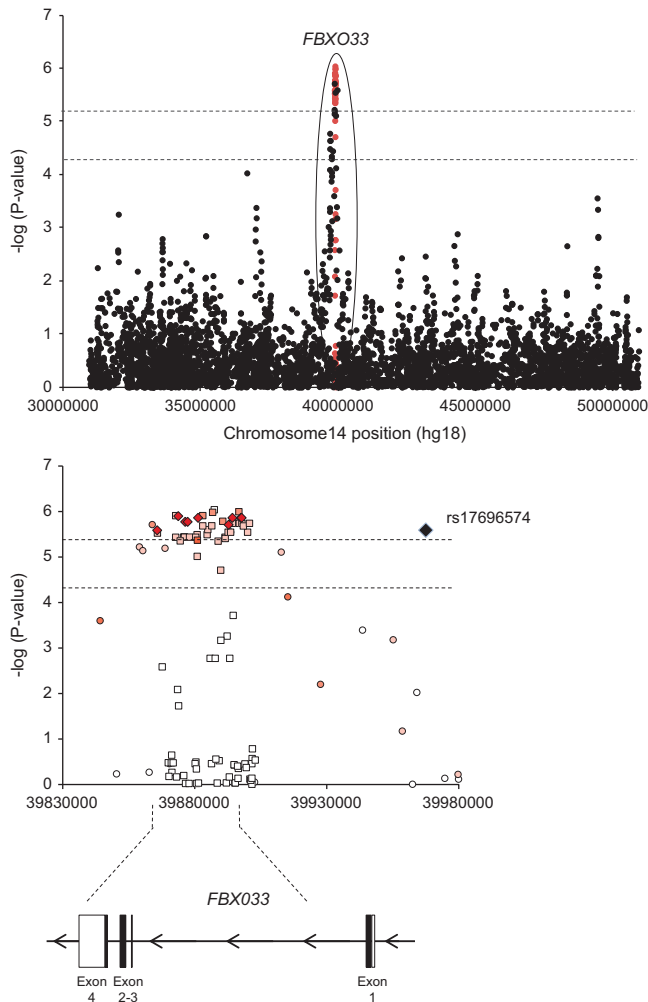 7
FBXO33
6
5
4
3
2
1
0
-log (P-value)
30000000 35000000 40000000 45000000 50000000
Chromosome14 position (hg18)
7
6
rs17696574
5
4
3
2
1
0
-log (P-value)
39830000 39880000 39930000 39980000
FBX033
Exon Exon Exon
4 2-3 1